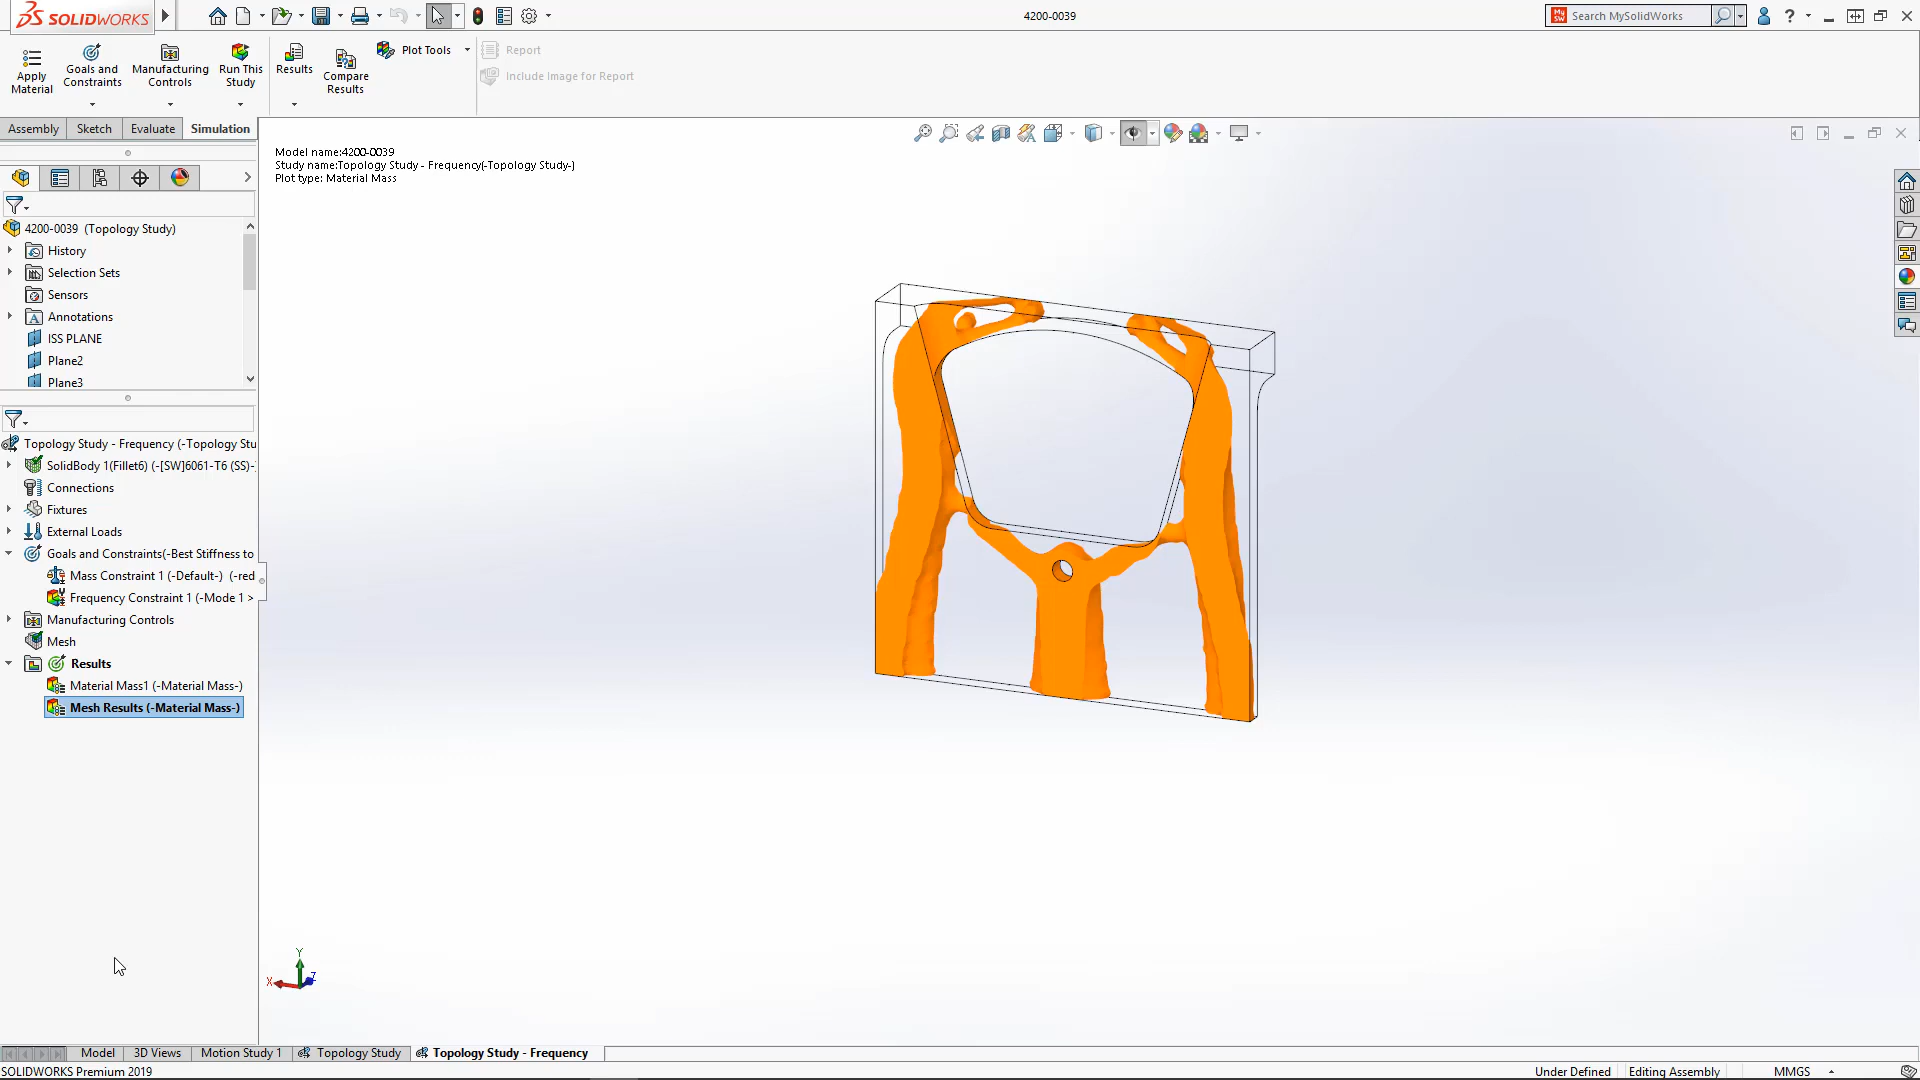 SOLIDWORKS
4200-0039
Search MySolidWorks
Apply Material
Goals and Constraints
Manufacturing Controls
Run This Study
Results
Compare Results
Plot Tools
Report
Include Image for Report
Assembly
Sketch
Evaluate
Simulation
Model name:4200-0039
Study name:Topology Study - Frequency(-Topology Study-)
Plot type: Material Mass
4200-0039 (Topology Study)
History
Selection Sets
Sensors
Annotations
ISS PLANE
Plane2
Plane3
Topology Study - Frequency (-Topology Stu
SolidBody 1(Fillet6) (-[SW]6061-T6 (SS)-
Connections
Fixtures
External Loads
Goals and Constraints(-Best Stiffness to
Mass Constraint 1 (-Default-) (-red
Frequency Constraint 1 (-Mode 1 >
Manufacturing Controls
Mesh
Results
Material Mass1 (-Material Mass-)
Mesh Results (-Material Mass-)
Y
X
Z
Model
3D Views
Motion Study 1
Topology Study
Topology Study - Frequency
SOLIDWORKS Premium 2019
Under Defined
Editing Assembly
MMGS